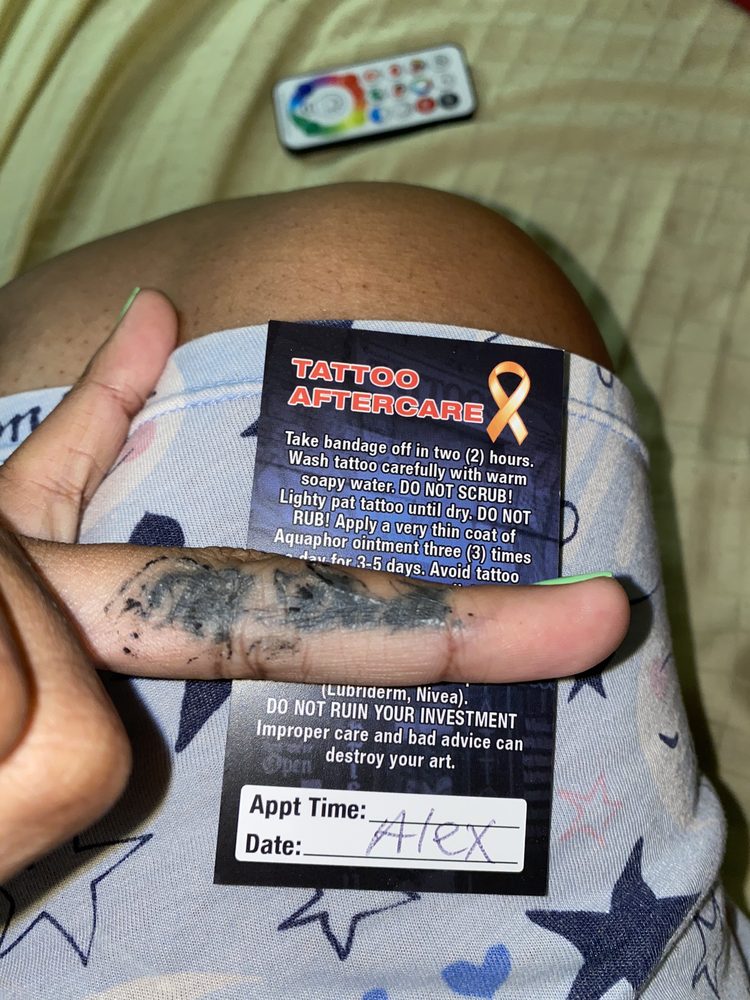 TATTOO
AFTERCARE
Take bandage off in two (2) hours.
Wash tattoo carefully with warm
soapy water. DO NOT SCRUB!
Lighty pat tattoo until dry. DO NOT
RUB! Apply a very thin coat of
Aquaphor ointment three (3) times
a day for 3-5 days. Avoid tattoo
(Lubriderm, Nivea).
DO NOT RUIN YOUR INVESTMENT
Improper care and bad advice can
destroy your art.
Appt Time:
Alex
Date: